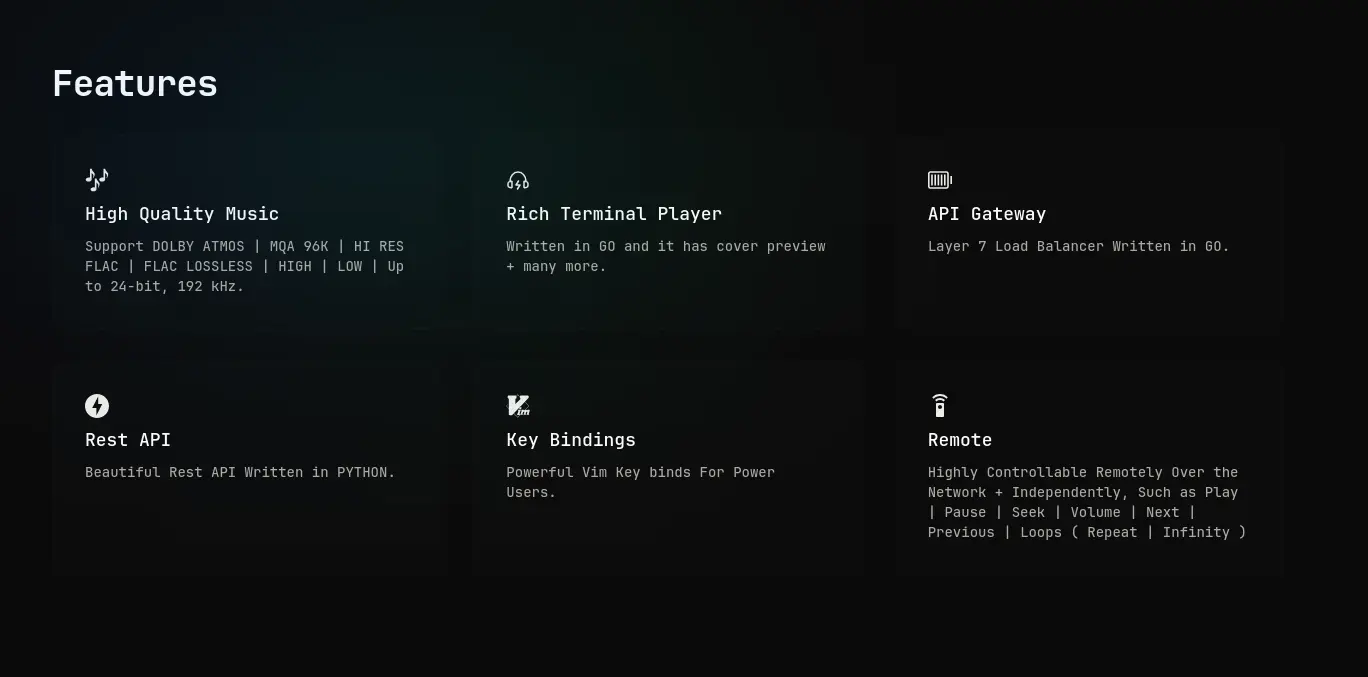 Features
High Quality Music
Support DOLBY ATMOS | MQA 96K | HI RES
FLAC | FLAC LOSSLESS | HIGH | LOW | Up
to 24-bit, 192 kHz.
Rich Terminal Player
Written in GO and it has cover preview
+ many more.
API Gateway
Layer 7 Load Balancer Written in GO.
Rest API
Beautiful Rest API Written in PYTHON.
Vim
Key Bindings
Powerful Vim Key binds For Power
Users.
Remote
Highly Controllable Remotely Over the
Network + Independently, Such as Play
| Pause | Seek | Volume | Next |
Previous | Loops ( Repeat | Infinity )